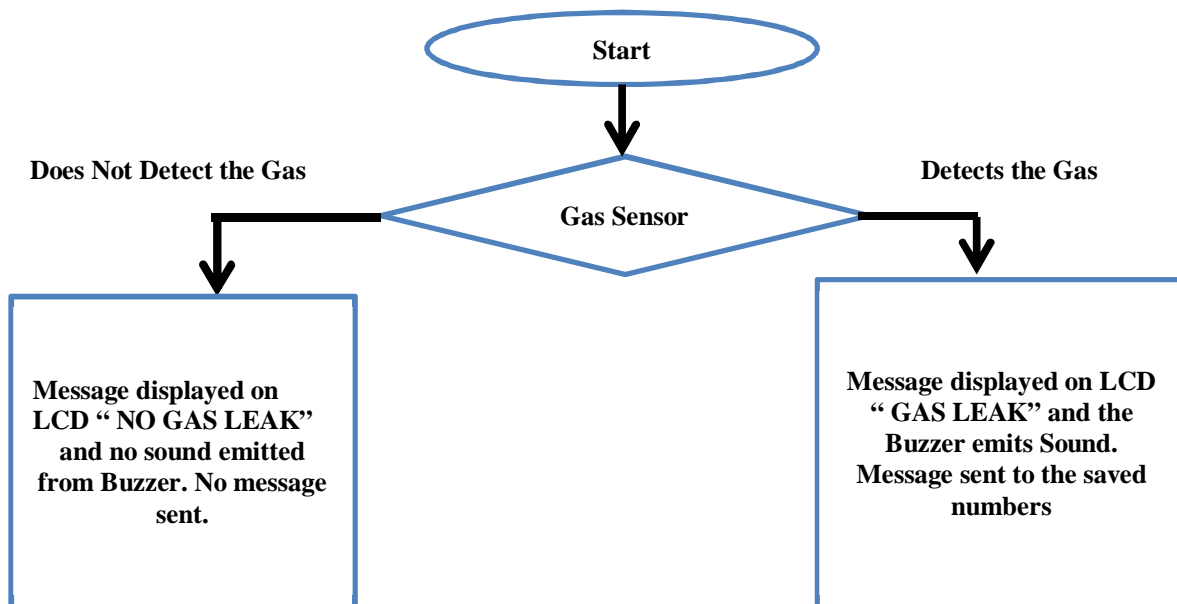 Start
Does Not Detect the Gas
Detects the Gas
Gas Sensor
Message displayed on
LCD “ NO GAS LEAK”
and no sound emitted
from Buzzer. No message
sent.
Message displayed on LCD
“ GAS LEAK” and the
Buzzer emits Sound.
Message sent to the saved
numbers